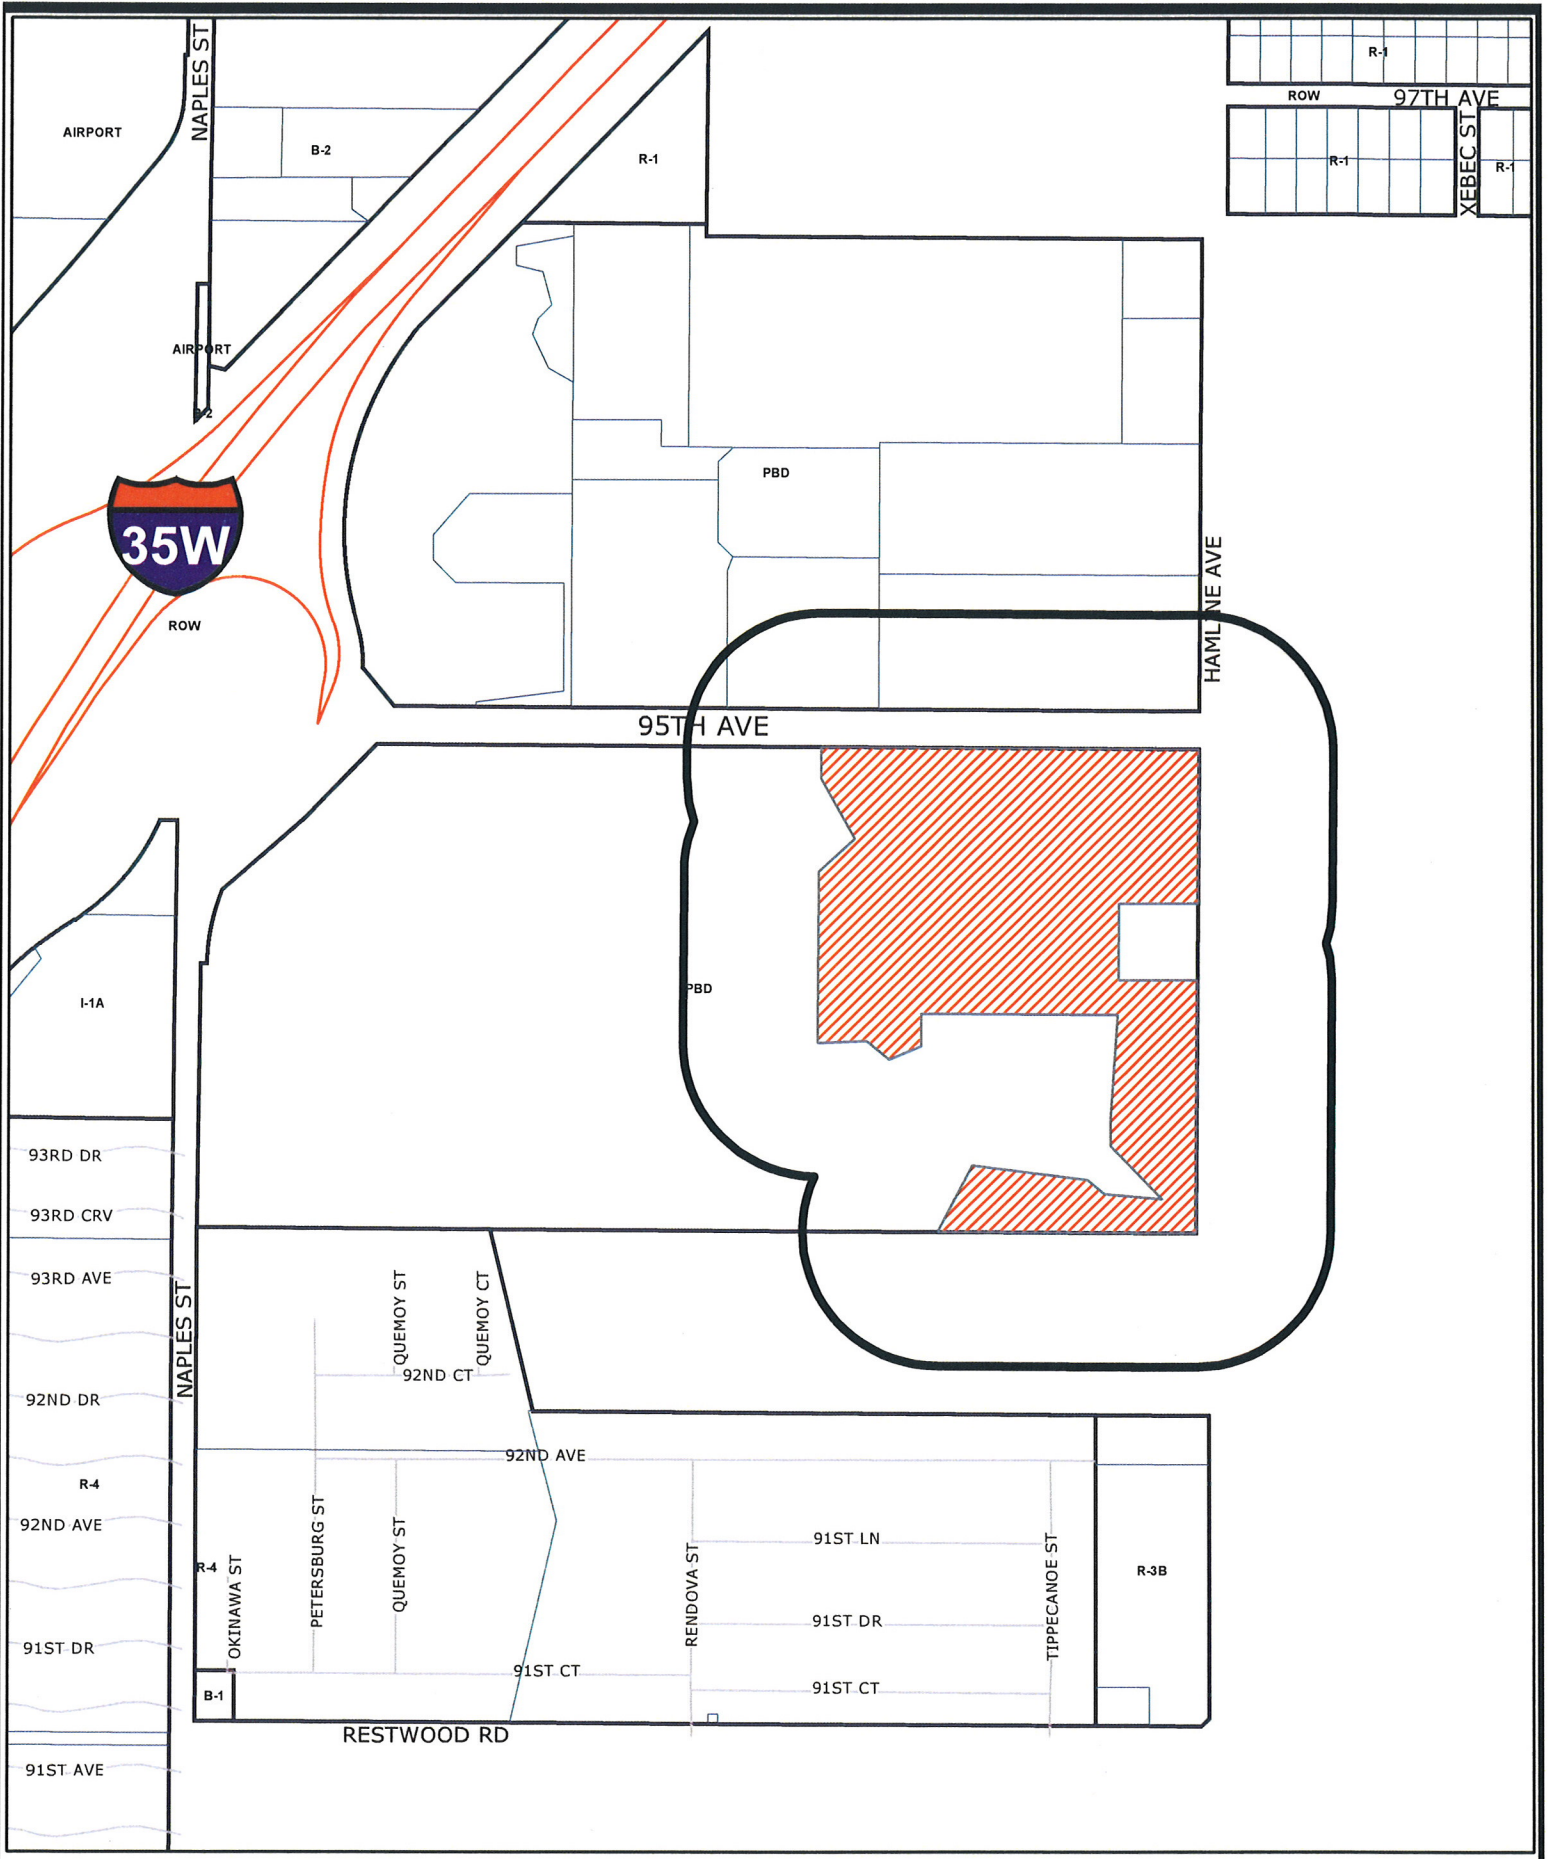 NAPLES ST
R-1
ROW
97TH AVE
AIRPORT
B-2
R-1
R-1
XEBEC ST
R-1
AIRPORT
PBD
35W
HAMLINE AVE
ROW
95TH AVE
PBD
I-1A
93RD DR
93RD CRV
93RD AVE
NAPLES ST
QUEMOY ST
QUEMOY CT
92ND CT
92ND DR
92ND AVE
R-4
92ND AVE
PETERSBURG ST
QUEMOY ST
91ST LN
R-4
OKINAWA ST
RENDOVA ST
TIPPECANOE ST
R-3B
91ST DR
91ST DR
91ST CT
91ST CT
B-1
RESTWOOD RD
91ST AVE